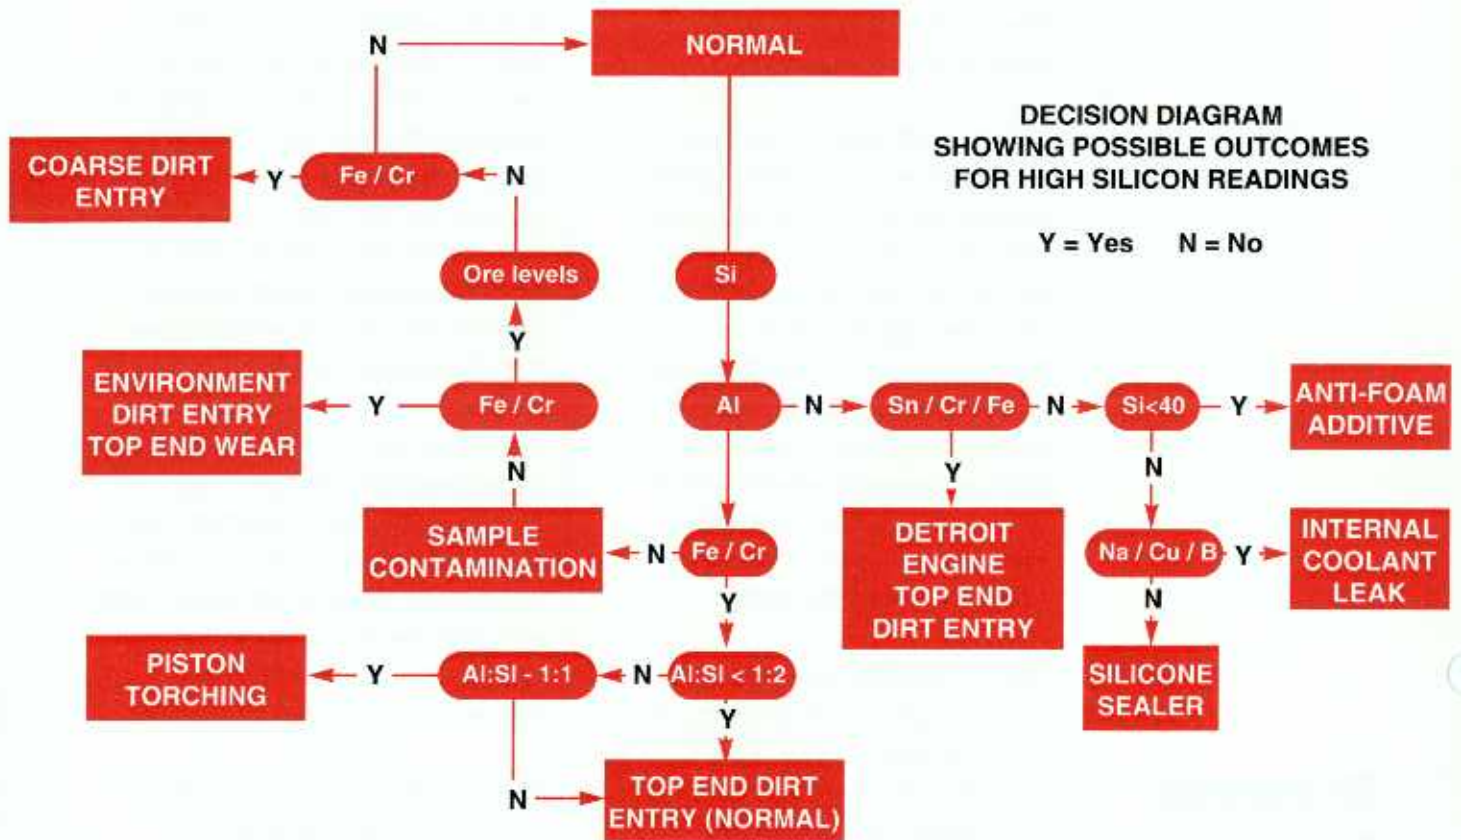 N
NORMAL
DECISION DIAGRAM
SHOWING POSSIBLE OUTCOMES
FOR HIGH SILICON READINGS
Y = Yes N = No
COARSE DIRT
ENTRY
Y
Fe / Cr
N
Ore levels
Si
Y
ENVIRONMENT
DIRT ENTRY
TOP END WEAR
Y
Fe / Cr
Al
N
Sn / Cr / Fe
N
Si<40
Y
ANTI-FOAM
ADDITIVE
N
Y
N
SAMPLE
CONTAMINATION
N
Fe / Cr
DETROIT
ENGINE
TOP END
DIRT ENTRY
Na / Cu / B
Y
INTERNAL
COOLANT
LEAK
Y
N
PISTON
TORCHING
Y
Al:SI - 1:1
N
Al:SI < 1:2
SILICONE
SEALER
Y
N
TOP END DIRT
ENTRY (NORMAL)